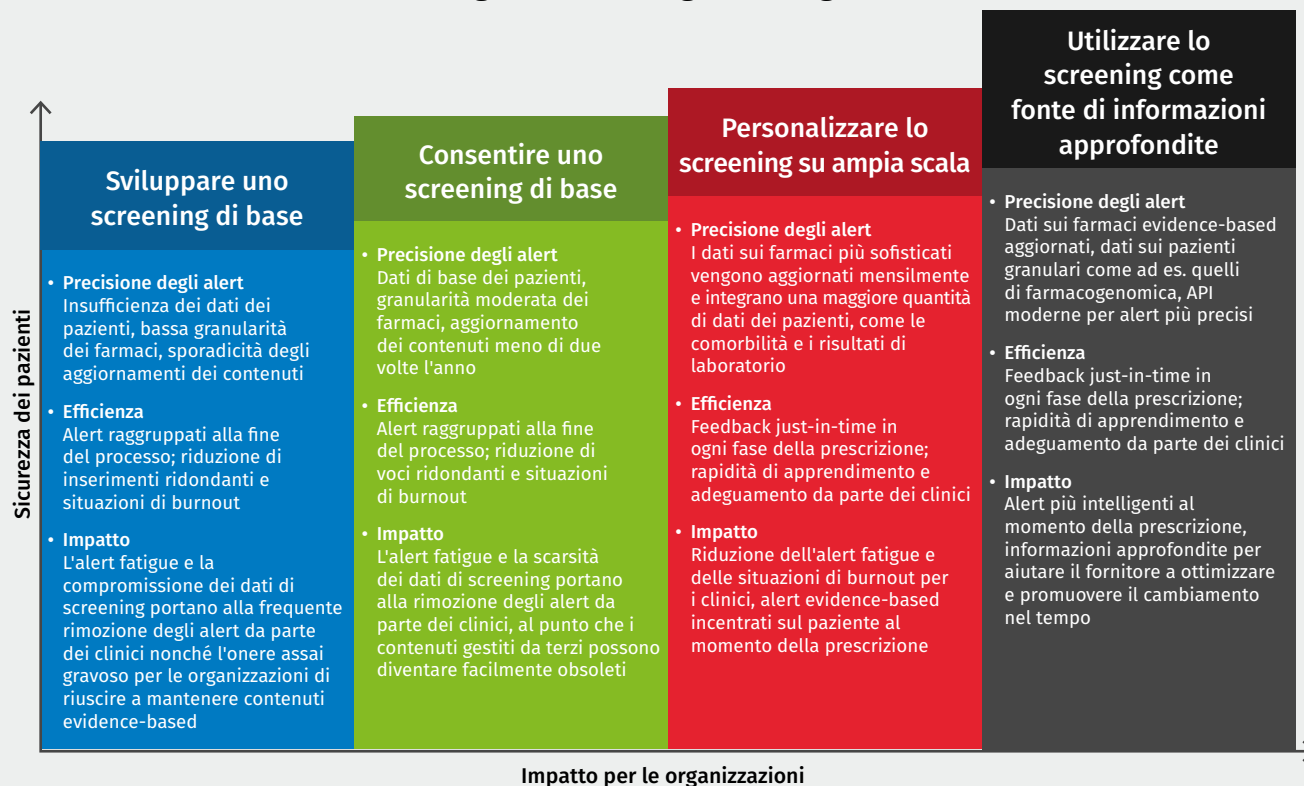 Sicurezza dei pazienti
Sviluppare uno
screening di base
• Precisione degli alert
Insufficienza dei dati dei
pazienti, bassa granularità
dei farmaci, sporadicità degli
aggiornamenti dei contenuti
• Efficienza
Alert raggruppati alla fine
del processo; riduzione di
inserimenti ridondanti e
situazioni di burnout
• Impatto
L'alert fatigue e la
compromissione dei dati di
screening portano alla frequente
rimozione degli alert da parte
dei clinici nonché l'onere assai
gravoso per le organizzazioni di
riuscire a mantenere contenuti
evidence-based
Consentire uno
screening di base
• Precisione degli alert
Dati di base dei pazienti,
granularità moderata dei
farmaci, aggiornamento
dei contenuti meno di due
volte l'anno
• Efficienza
Alert raggruppati alla fine
del processo; riduzione di
voci ridondanti e situazioni
di burnout
• Impatto
L'alert fatigue e la scarsità
dei dati di screening portano
alla rimozione degli alert da
parte dei clinici, al punto che i
contenuti gestiti da terzi possono
diventare facilmente obsoleti
Personalizzare lo
screening su ampia scala
• Precisione degli alert
I dati sui farmaci più sofisticati
vengono aggiornati mensilmente
e integrano una maggiore quantità
di dati dei pazienti, come le
comorbilità e i risultati di
laboratorio
• Efficienza
Feedback just-in-time in
ogni fase della prescrizione;
rapidità di apprendimento e
adeguamento da parte dei clinici
• Impatto
Riduzione dell'alert fatigue e
delle situazioni di burnout per
i clinici, alert evidence-based
incentrati sul paziente al
momento della prescrizione
Utilizzare lo
screening come
fonte di informazioni
approfondite
• Precisione degli alert
Dati sui farmaci evidence-based
aggiornati, dati sui pazienti
granulari come ad es. quelli
di farmacogenomica, API
moderne per alert più precisi
• Efficienza
Feedback just-in-time in
ogni fase della prescrizione;
rapidità di apprendimento e
adeguamento da parte dei clinici
• Impatto
Alert più intelligenti al
momento della prescrizione,
informazioni approfondite per
aiutare il fornitore a ottimizzare
e promuovere il cambiamento
nel tempo
Impatto per le organizzazioni